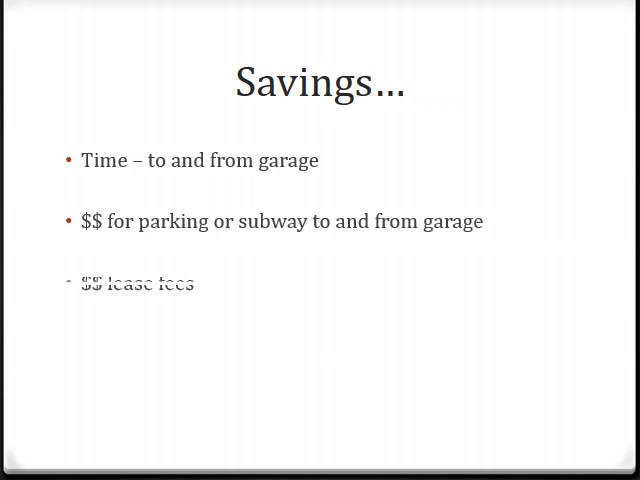 Savings…
• Time – to and from garage
• $$ for parking or subway to and from garage
• $$ lease fees